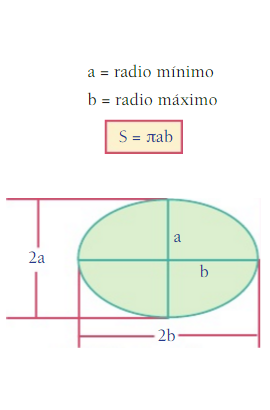 a = radio mínimo
b = radio máximo
S = πab
a
2a
b
2b